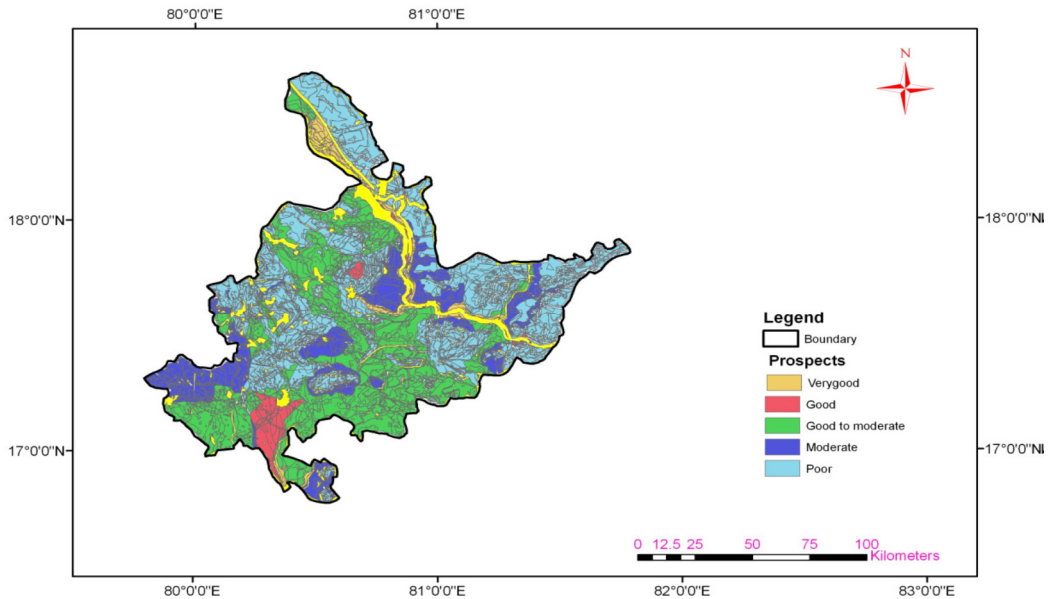 80°0'0"E 81°0'0"E
N
18°0'0"N 18°0'0"N
Legend
Boundary
Prospects
Verygood
Good
Good to moderate
Moderate
Poor
17°0'0"N 17°0'0"N
0 12.5 25 50 75 100
Kilometers
80°0'0"E 81°0'0"E 82°0'0"E 83°0'0"E